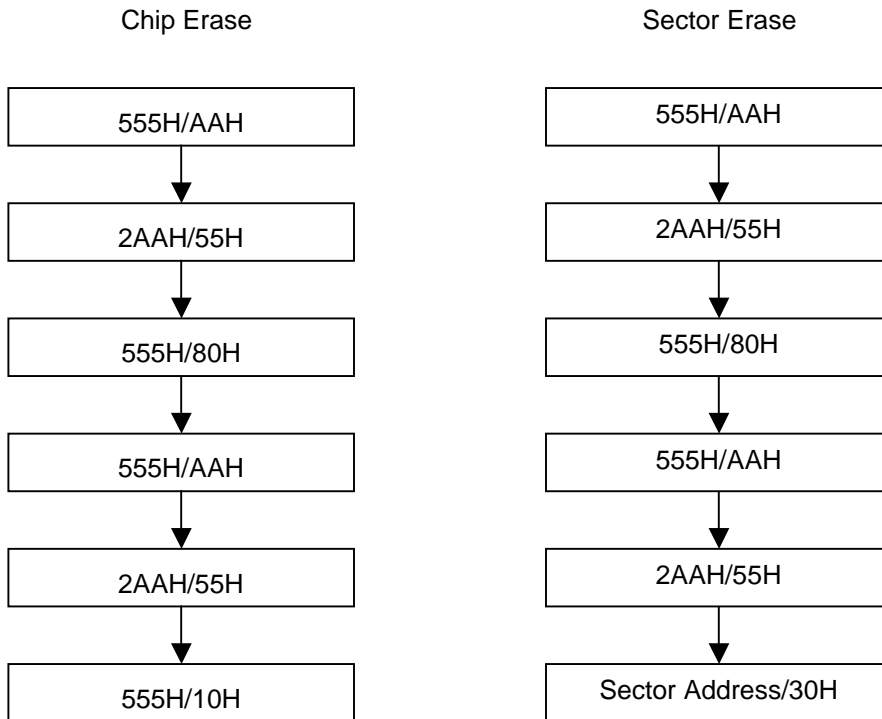 Chip Erase
555H/AAH
2AAH/55H
555H/80H
555H/AAH
2AAH/55H
555H/10H
Sector Erase
555H/AAH
2AAH/55H
555H/80H
555H/AAH
2AAH/55H
Sector Address/30H